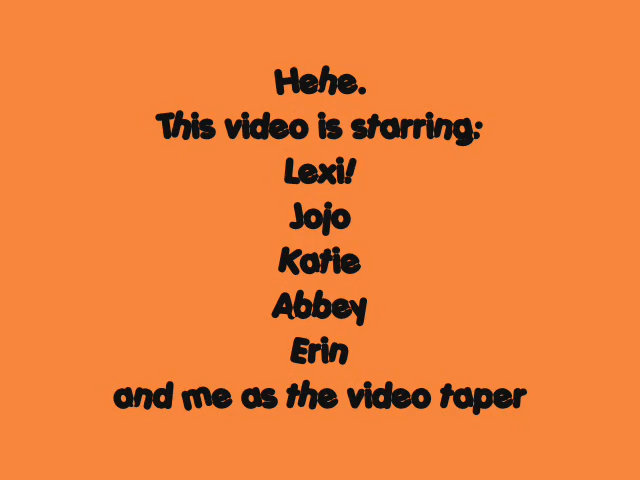 Hehe.
This video is starring:
Lexi!
Jojo
Katie
Abbey
Erin
and me as the video taper